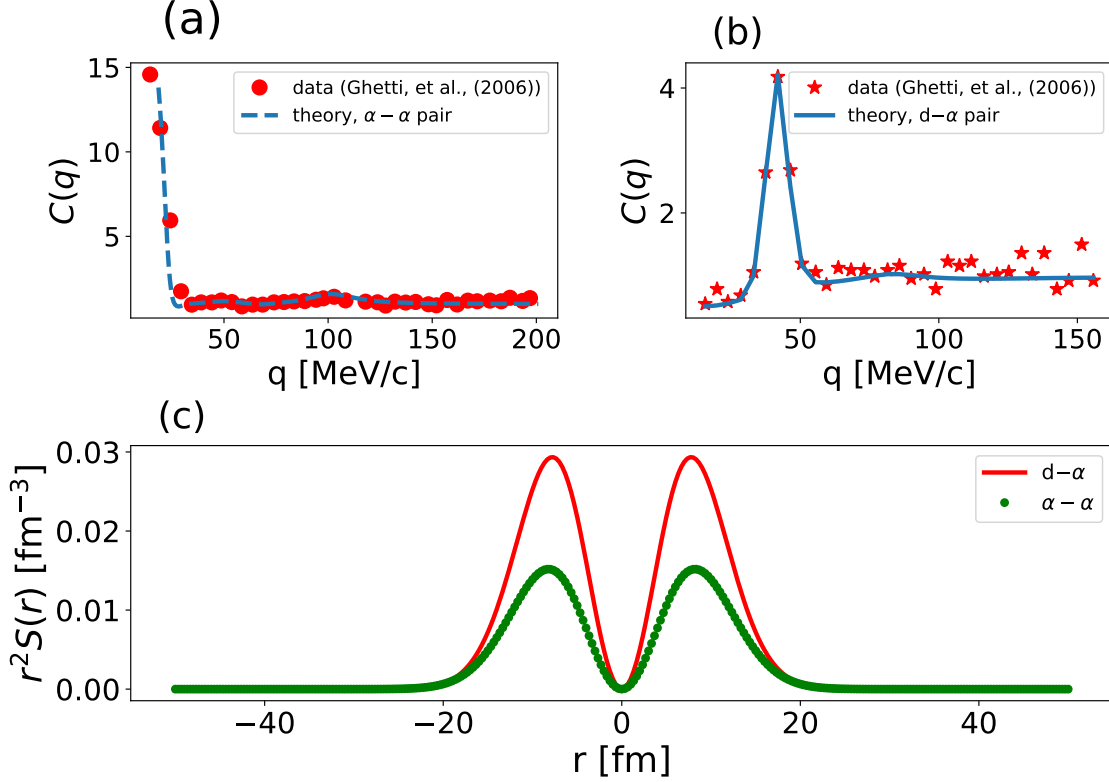 (a)
15
10
5
C(q)
data (Ghetti, et al., (2006))
theory, α − α pair
50
100
150
200
q [MeV/c]
(b)
4
2
C(q)
data (Ghetti, et al., (2006))
theory, d−α pair
50
100
150
q [MeV/c]
(c)
0.03
0.02
0.01
0.00
r²S(r) [fm⁻³]
d−α
α − α
−40
−20
0
20
40
r [fm]